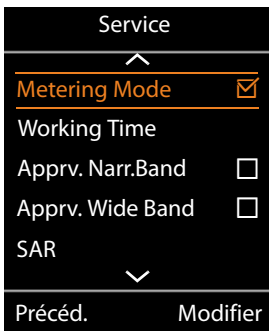 Service
Metering Mode
Working Time
Apprv. Narr.Band
Apprv. Wide Band
SAR
Précéd. Modifier